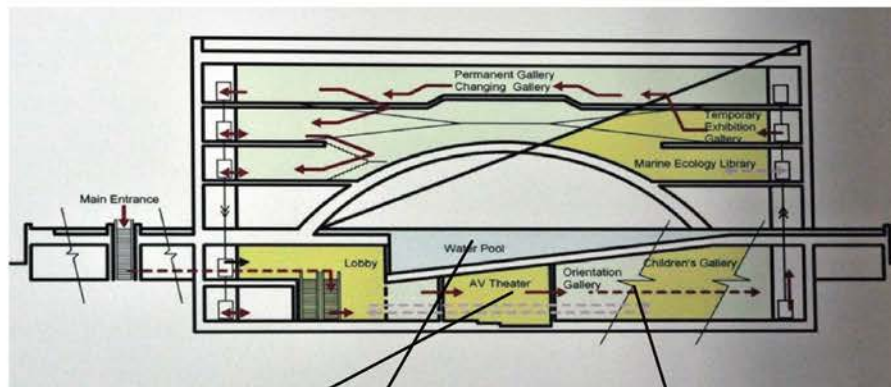 Permanent Gallery
Changing Gallery
Temporary
Exhibition
Gallery
Marine Ecology Library
Main Entrance
Water Pool
Lobby
Children's Gallery
AV Theater
Orientation
Gallery